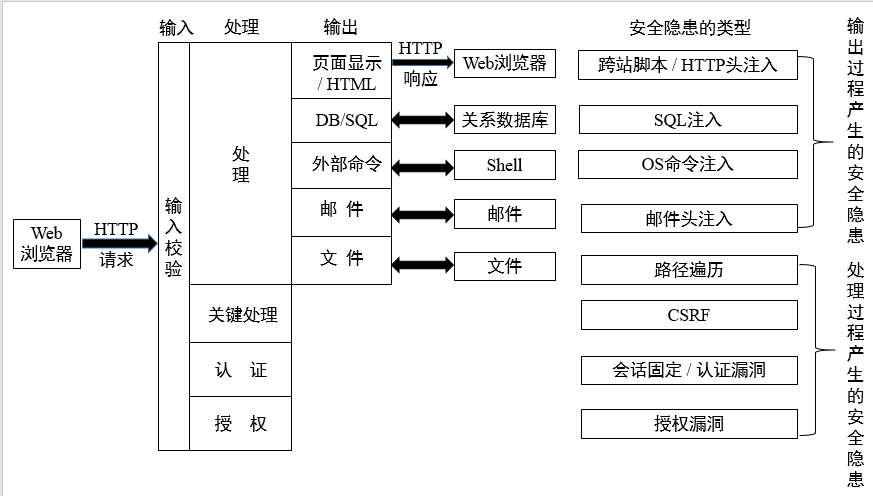 输入 处理 输出 安全隐患的类型
Web
浏览器
HTTP
请求
输入校验
处理
页面显示
/ HTML
HTTP
响应
Web浏览器
跨站脚本 / HTTP头注入
DB/SQL
关系数据库
SQL注入
外部命令
Shell
OS命令注入
邮 件
邮件
邮件头注入
文 件
文件
路径遍历
关键处理
CSRF
认 证
会话固定 / 认证漏洞
授 权
授权漏洞
输出过程产生的安全隐患
处理过程产生的安全隐患